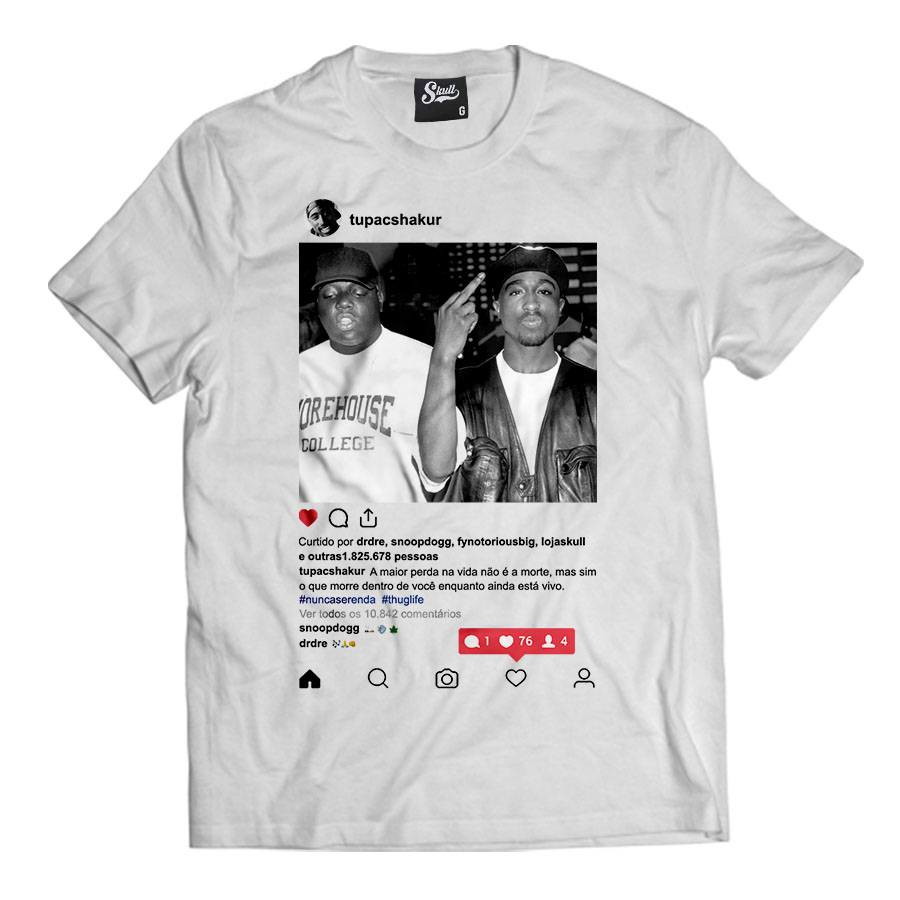 Skull
G
tupacshakur
OREHOUSE
COLLEGE
Curtido por drdre, snoopdogg, fynotoriousbig, lojaskull
e outras1.825.678 pessoas
tupacshakur A maior perda na vida não é a morte, mas sim
o que morre dentro de você enquanto ainda está vivo.
#nuncaserenda #thuglife
Ver todos os 10.842 comentários
snoopdogg
1 76 4
drdre